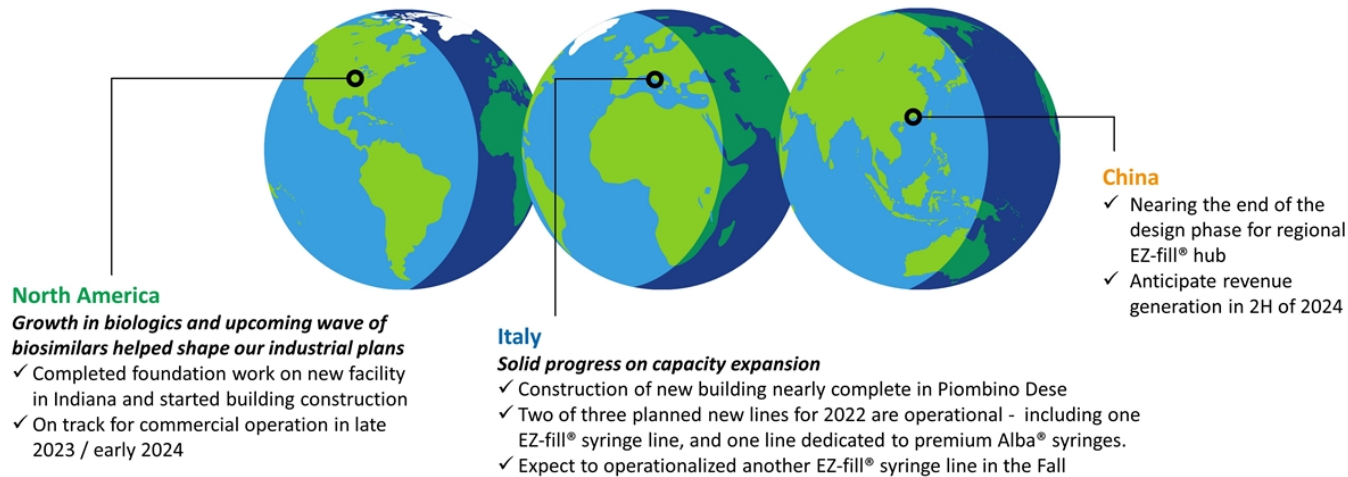 North America
Growth in biologics and upcoming wave of
biosimilars helped shape our industrial plans
✓ Completed foundation work on new facility
in Indiana and started building construction
✓ On track for commercial operation in late
2023 / early 2024
Italy
Solid progress on capacity expansion
✓ Construction of new building nearly complete in Piombino Dese
✓ Two of three planned new lines for 2022 are operational - including one
EZ-fill® syringe line, and one line dedicated to premium Alba® syringes.
✓ Expect to operationalized another EZ-fill® syringe line in the Fall
China
✓ Nearing the end of the
design phase for regional
EZ-fill® hub
✓ Anticipate revenue
generation in 2H of 2024